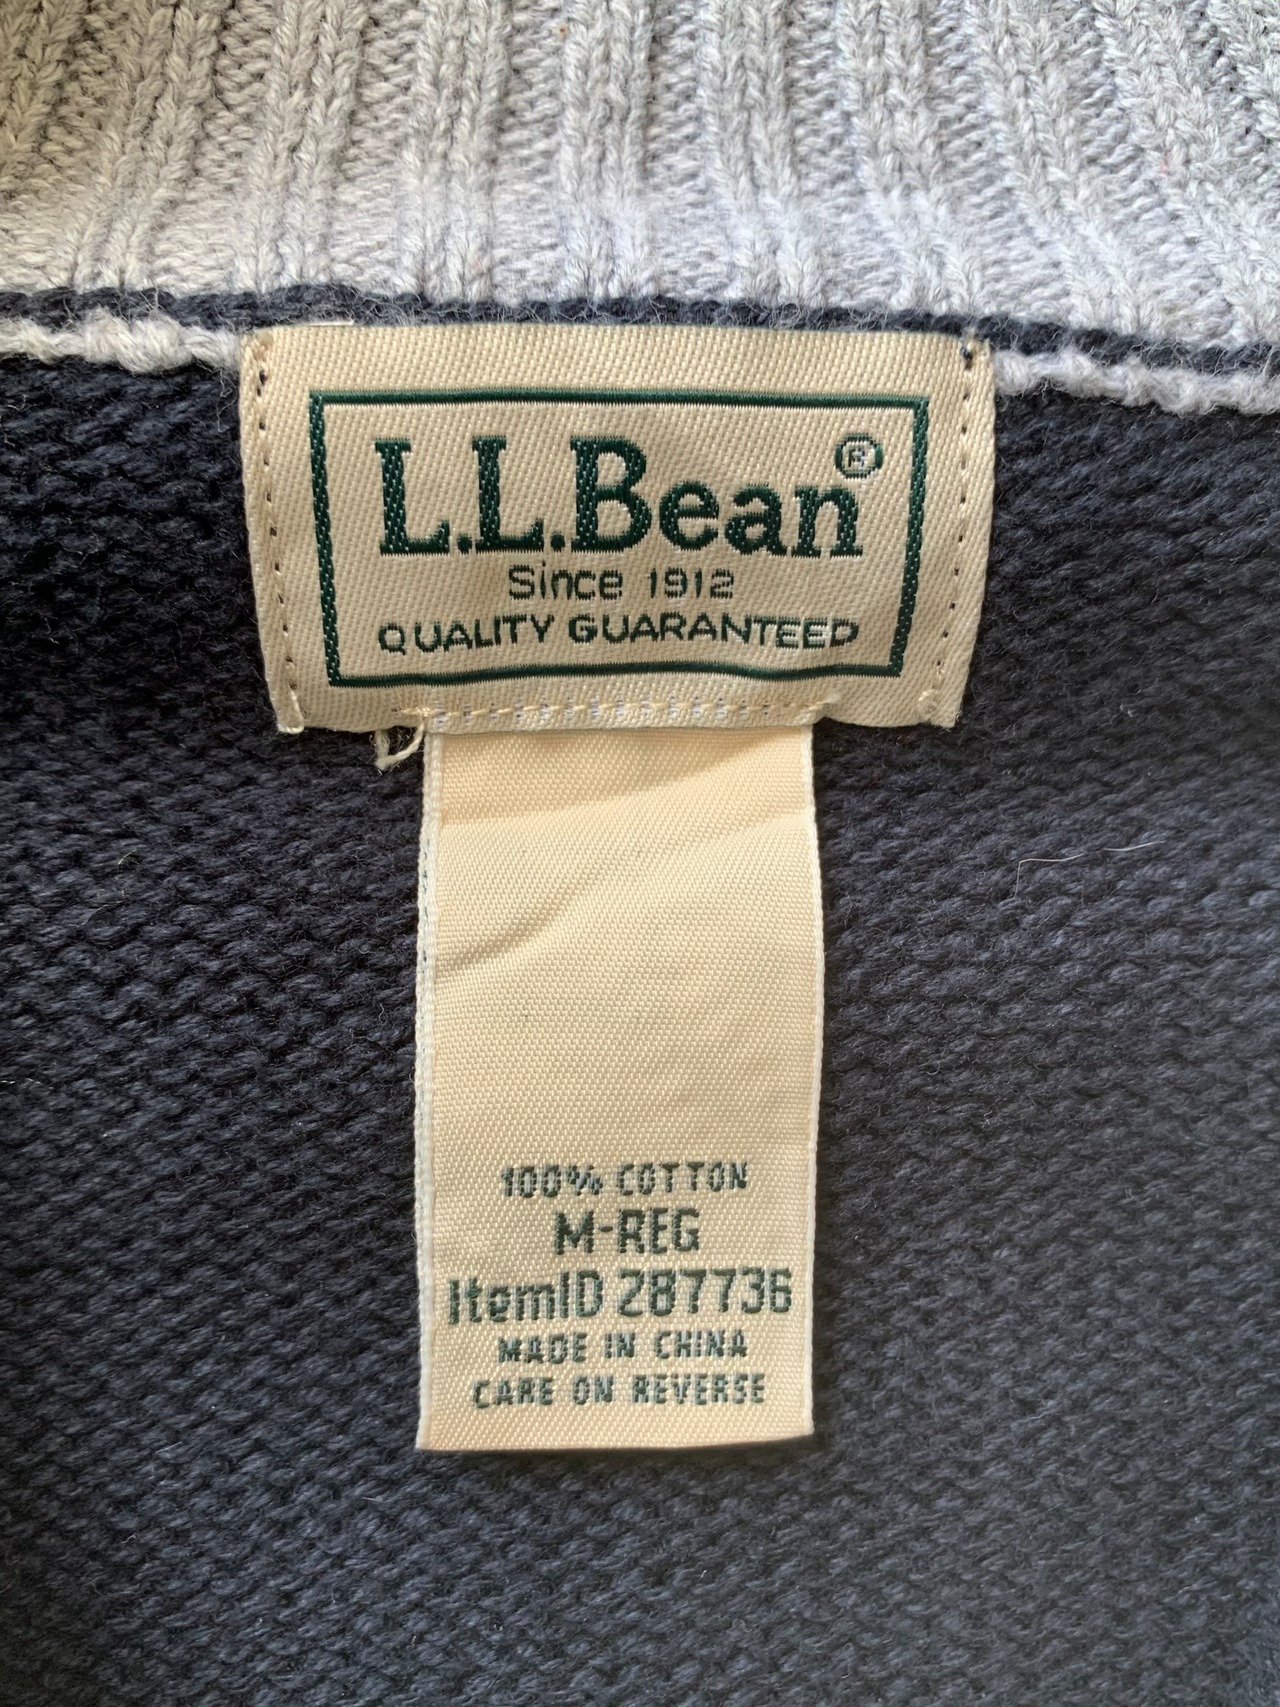 L.L.Bean®
Since 1912
QUALITY GUARANTEED
100% COTTON
M-REG
ItemID 287736
MADE IN CHINA
CARE ON REVERSE